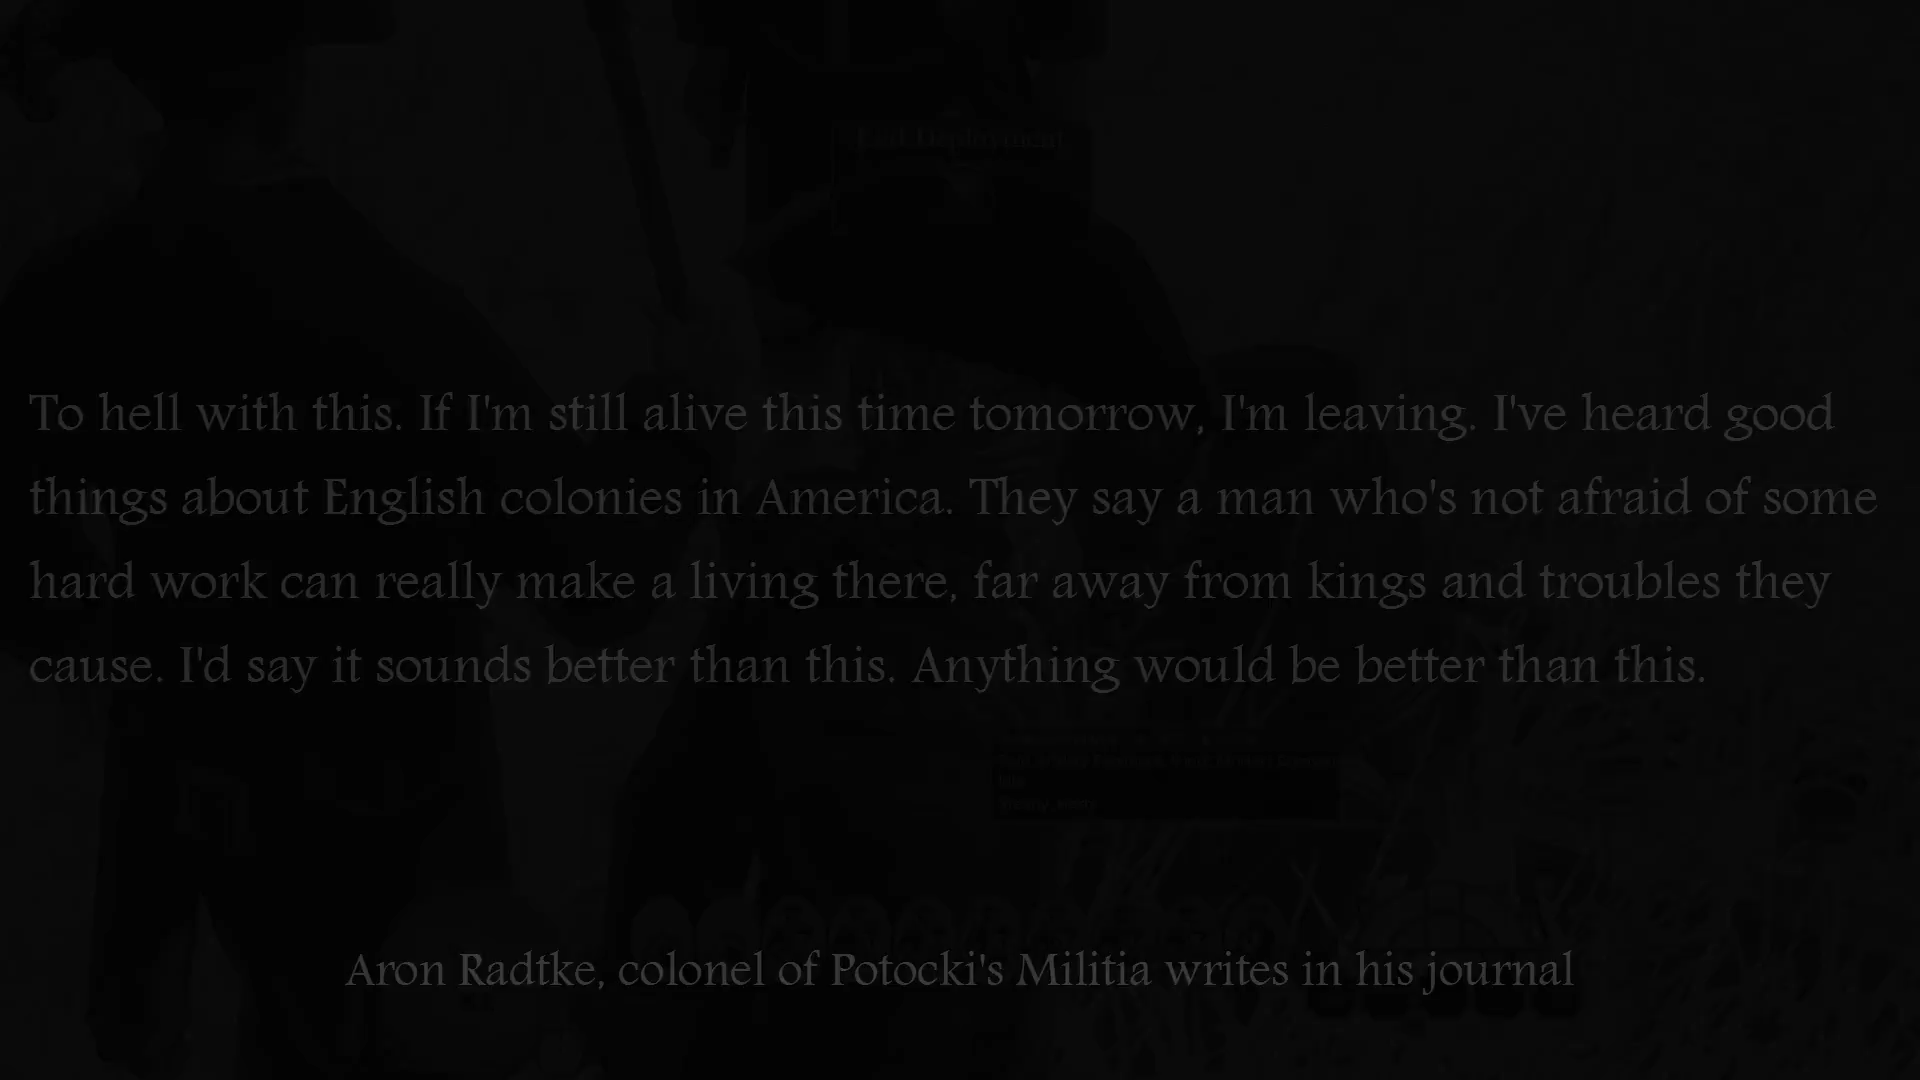 End Deployment
To hell with this. If I'm still alive this time tomorrow, I'm leaving. I've heard good
things about English colonies in America. They say a man who's not afraid of some
hard work can really make a living there, far away from kings and troubles they
cause. I'd say it sounds better than this. Anything would be better than this.
Idle
Aron Radtke, colonel of Potocki's Militia writes in his journal